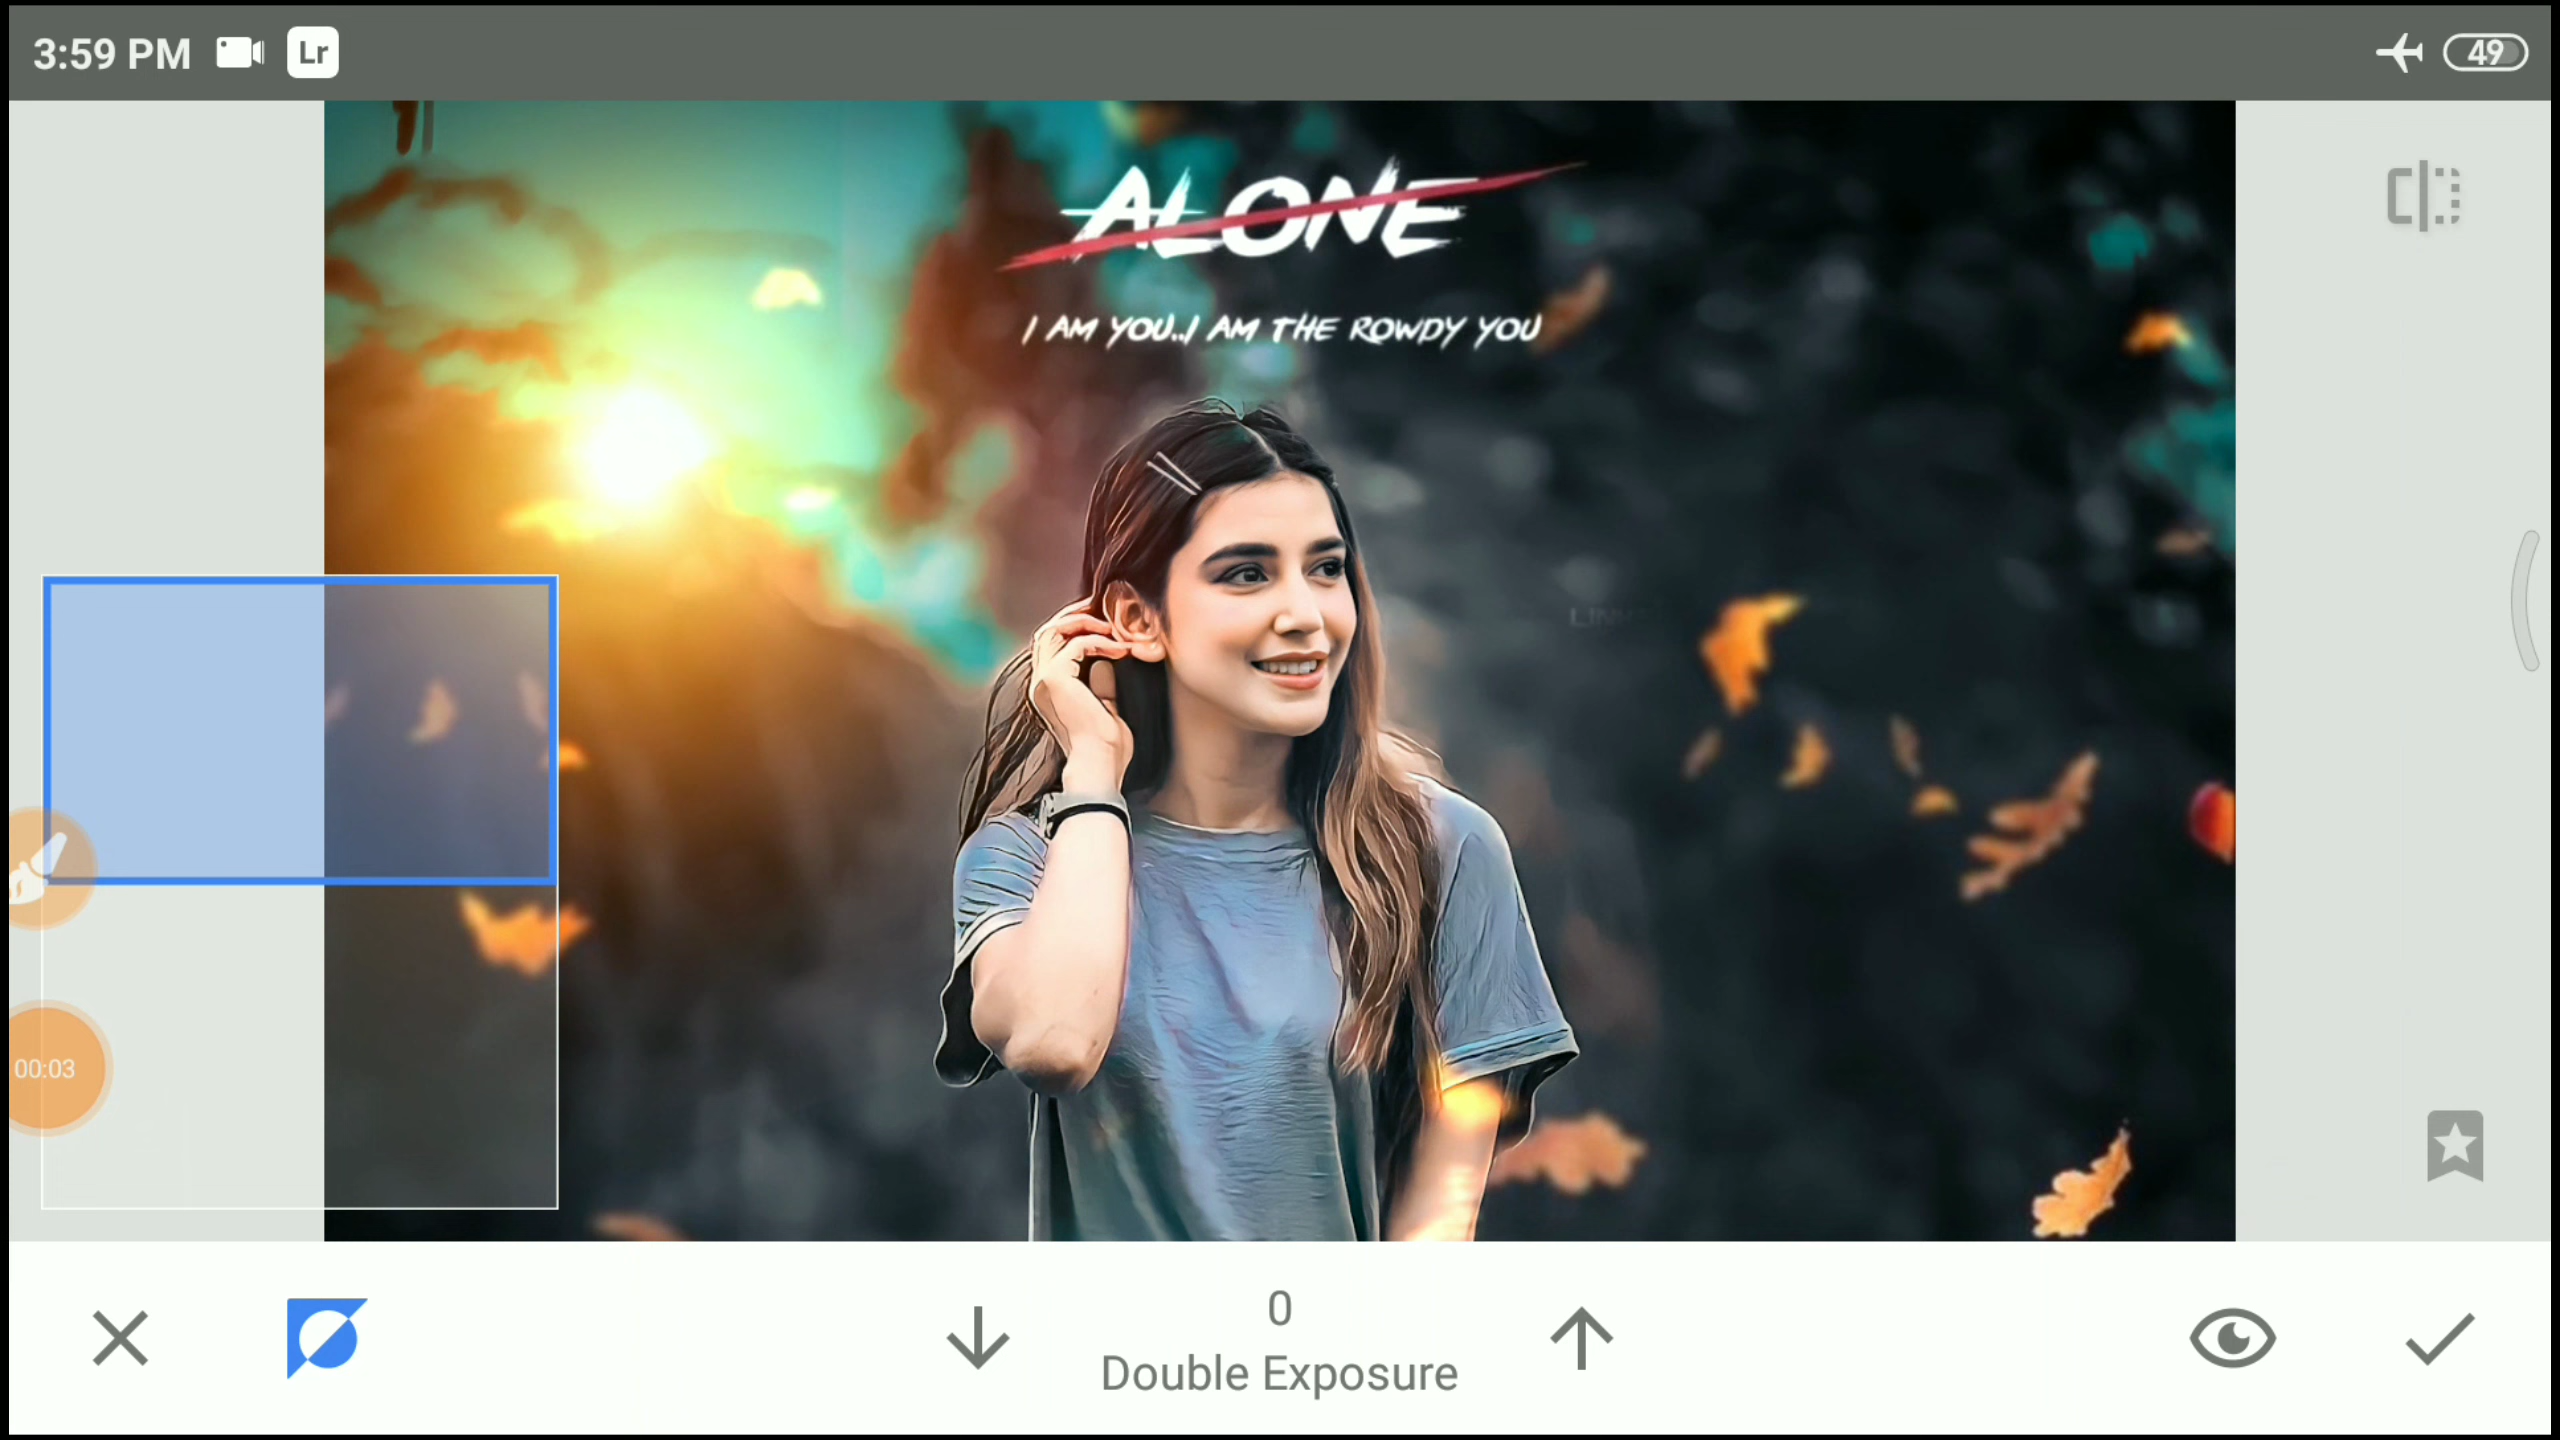 3:59 PM
Lr
49
ALONE
I AM YOU..I AM THE ROWDY YOU
00:03
0
Double Exposure